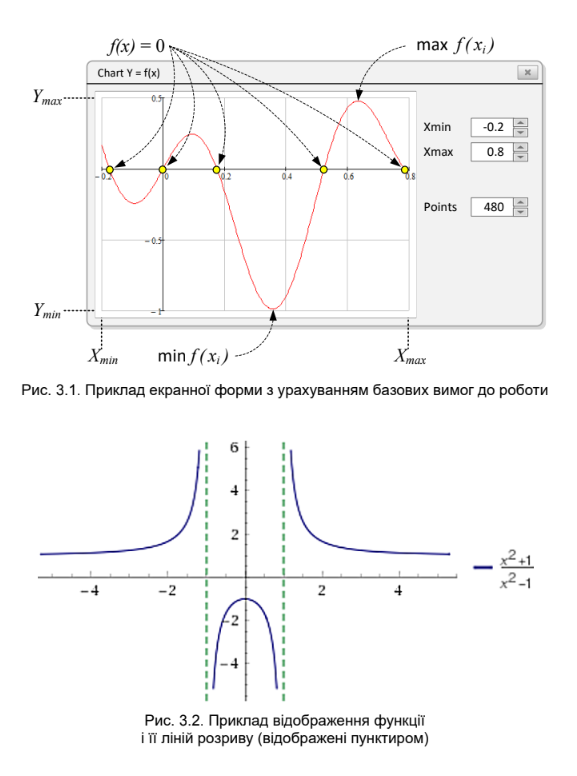 f(x) = 0
max f(xᵢ)
Chart Y = f(x)
Yₘₐₓ
0.5
Xmin -0.2
Xmax 0.8
-0.2 0 0.2 0.4 0.6 0.8
Points 480
-0.5
Yₘᵢₙ
-1
Xₘᵢₙ
min f(xᵢ)
Xₘₐₓ
Рис. 3.1. Приклад екранної форми з урахуванням базових вимог до роботи
6
4
2
-4 -2 2 4
-2
-4
x²+1
x²-1
Рис. 3.2. Приклад відображення функції
і її ліній розриву (відображені пунктиром)